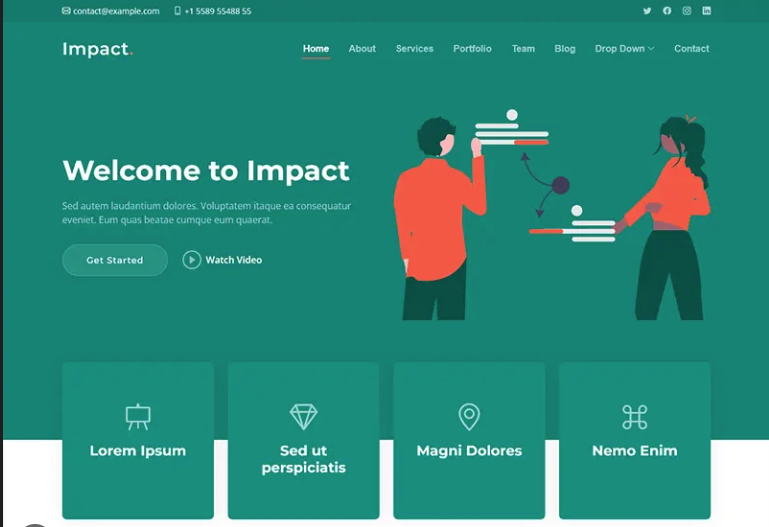 contact@example.com +1 5589 55488 55
Impact.
Home About Services Portfolio Team Blog Drop Down Contact
Welcome to Impact
Sed autem laudantium dolores. Voluptatem itaque ea consequatur
eveniet. Eum quas beatae cumque eum quaerat.
Get Started Watch Video
Lorem Ipsum
Sed ut
perspiciatis
Magni Dolores
Nemo Enim